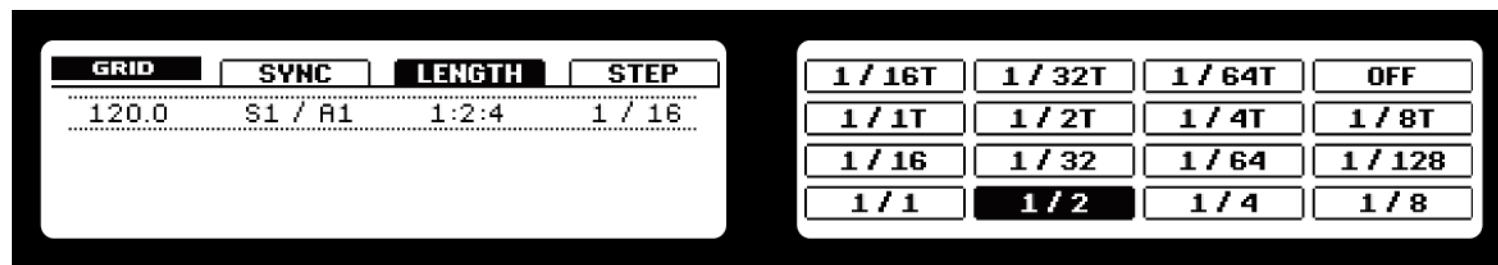 GRID SYNC LENGTH STEP
120.0 S1 / A1 1:2:4 1 / 16
1 / 16T 1 / 32T 1 / 64T OFF
1 / 1T 1 / 2T 1 / 4T 1 / 8T
1 / 16 1 / 32 1 / 64 1 / 128
1 / 1 1 / 2 1 / 4 1 / 8